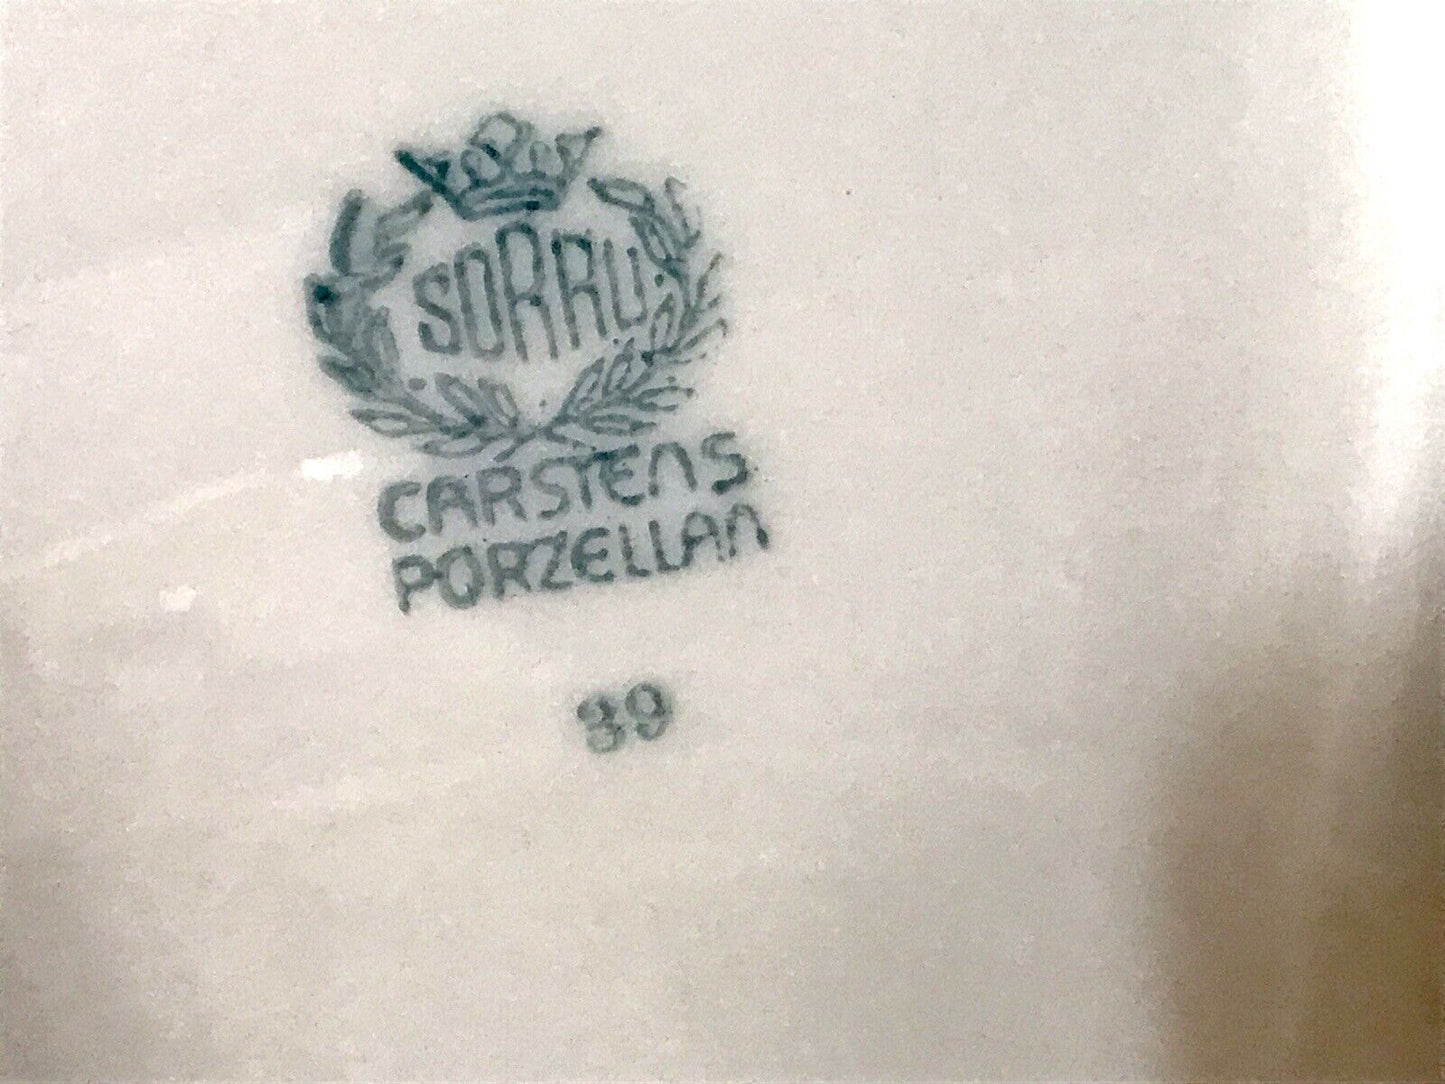 SORAU
CARSTENS
PORZELLAN
39